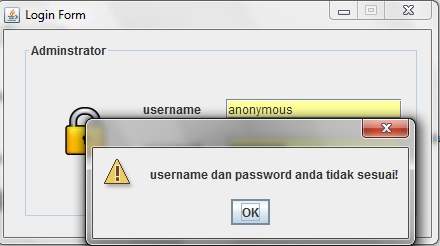 Login Form
Adminstrator
username anonymous
username dan password anda tidak sesuai!
OK